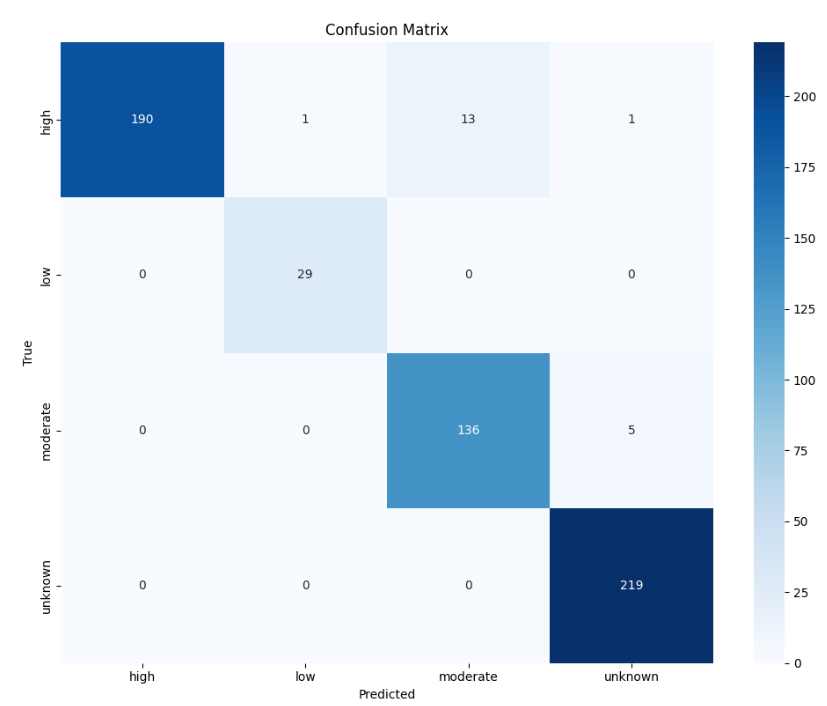 Confusion Matrix
high 190 1 13 1
low 0 29 0 0
moderate 0 0 136 5
unknown 0 0 0 219
high low moderate unknown
Predicted
True
200
175
150
125
100
75
50
25
0